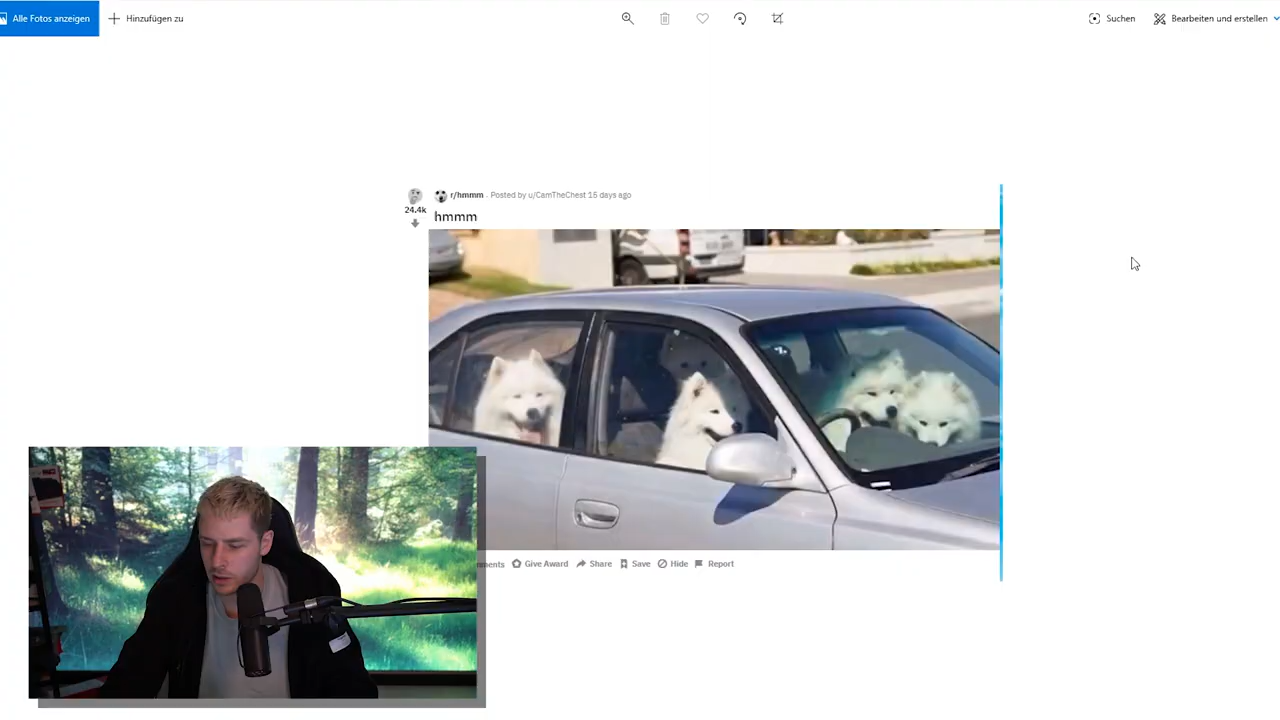 Alle Fotos anzeigen Hinzufügen zu Suchen Bearbeiten und erstellen
r/hmmm . Posted by u/CamTheChest 15 days ago
24.4k
hmmm
Give Award Share Save Hide Report